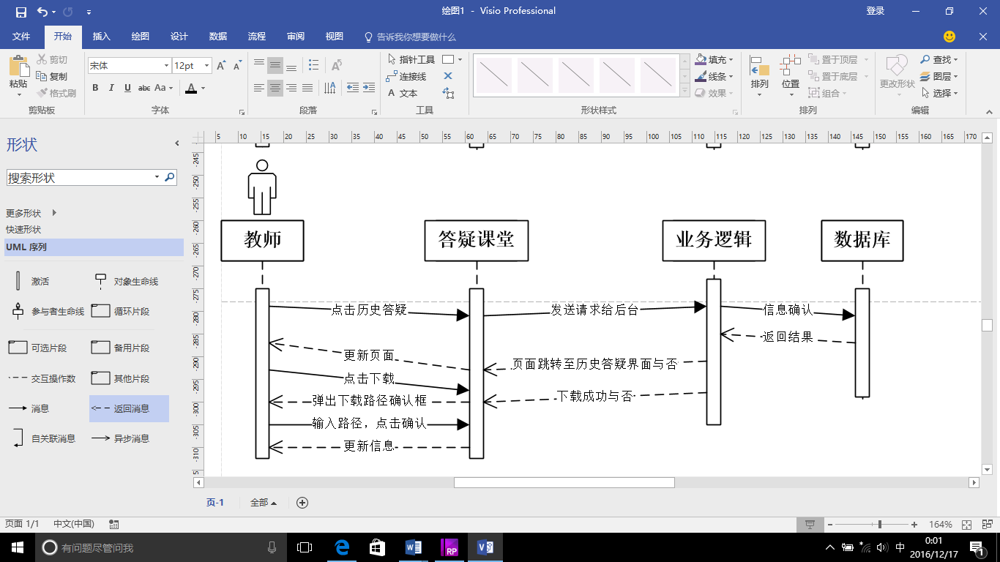 绘图1 - Visio Professional
登录
文件 开始 插入 绘图 设计 数据 流程 审阅 视图 告诉我你想要做什么
粘贴 剪切 复制 格式刷
剪贴板
宋体 12pt
B I U abc Aa A
字体
段落
指针工具
连接线
A 文本
工具
形状样式
填充
线条
效果
排列 位置 置于顶层 置于底层 组合
排列
更改形状 查找 图层 选择
编辑
形状
搜索形状
更多形状
快速形状
UML 序列
激活 对象生命线
参与者生命线 循环片段
可选片段 备用片段
交互操作数 其他片段
消息 返回消息
自关联消息 异步消息
5 10 15 20 25 30 35 40 45 50 55 60 65 70 75 80 85 90 95 100 105 110 115 120 125 130 135 140 145 150 155 160 165 170
-245
-250
-255
-260
-265
-270
-275
-280
-285
-290
-295
-300
-305
-310
教师 答疑课堂 业务逻辑 数据库
点击历史答疑 发送请求给后台 信息确认
返回结果
更新页面 页面跳转至历史答疑界面与否
点击下载
弹出下载路径确认框 下载成功与否
输入路径，点击确认
更新信息
页-1 全部
页面 1/1 中文(中国) 164%
有问题尽管问我
RP
中
0:01
2016/12/17
1